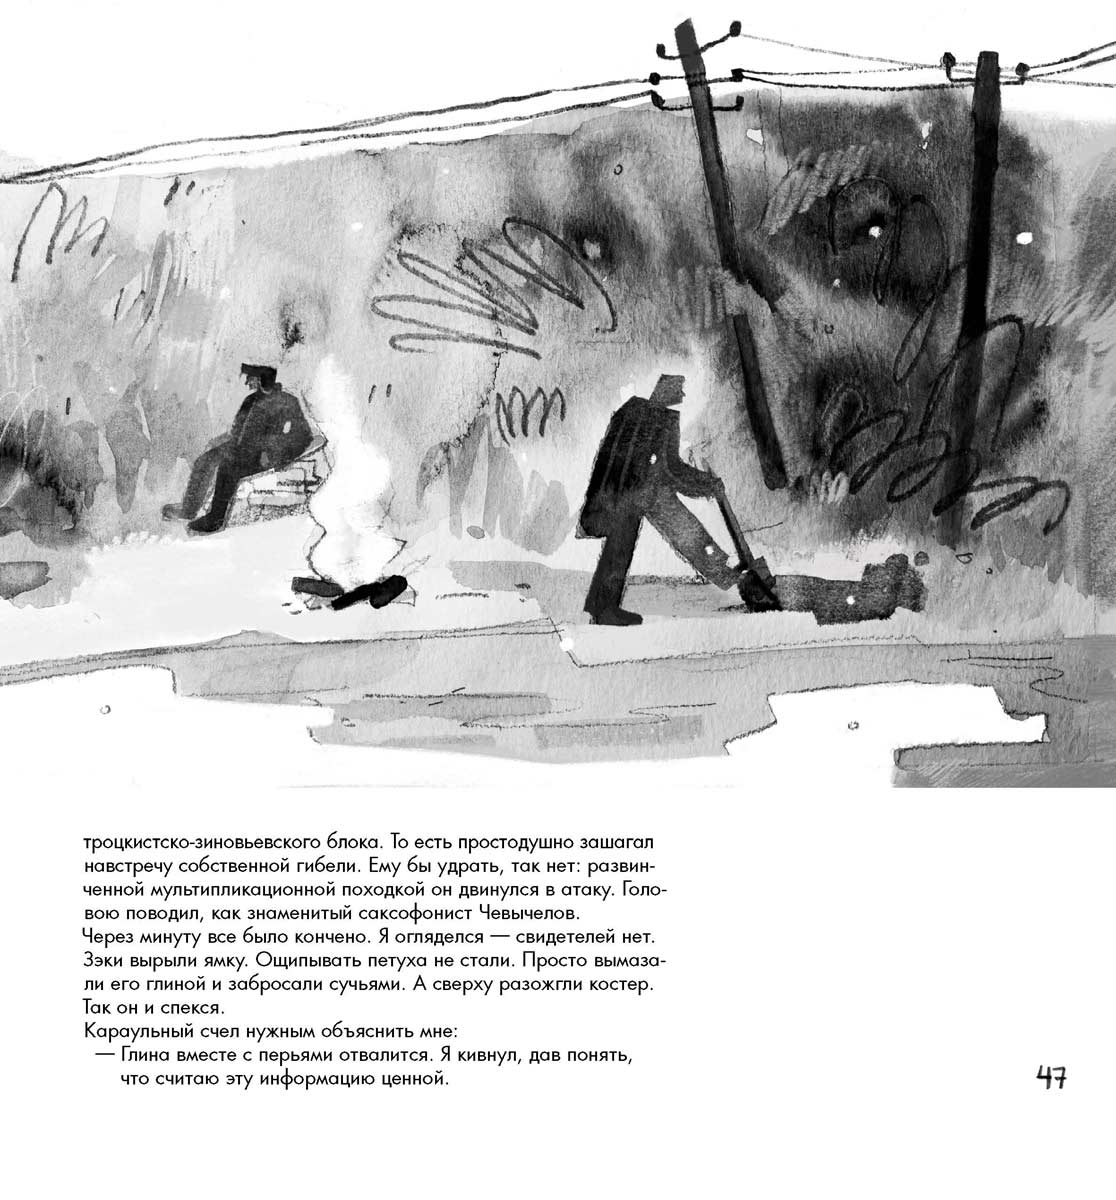 троцкистско-зиновьевского блока. То есть простодушно зашагал
навстречу собственной гибели. Ему бы удрать, так нет: развин-
ченной мультипликационной походкой он двинулся в атаку. Голо-
вою поводил, как знаменитый саксофонист Чевычелов.
Через минуту все было кончено. Я огляделся — свидетелей нет.
Зэки вырыли ямку. Ощипывать петуха не стали. Просто вымаза-
ли его глиной и забросали сучьями. А сверху разожгли костер.
Так он и спекся.
Караульный счел нужным объяснить мне:
— Глина вместе с перьями отвалится. Я кивнул, дав понять,
что считаю эту информацию ценной.
47